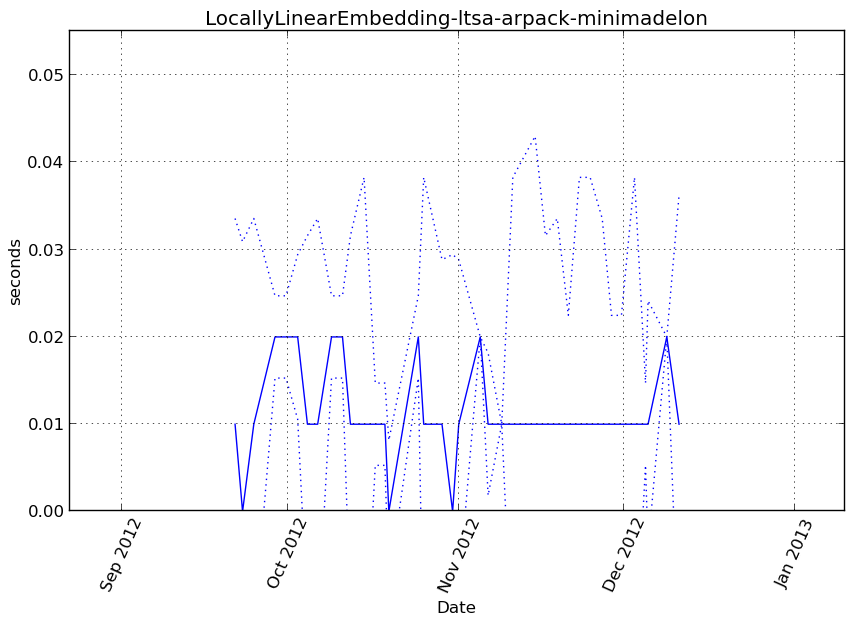 LocallyLinearEmbedding-ltsa-arpack-minimadelon
0.05
0.04
0.03
0.02
0.01
0.00
seconds
Sep 2012
Oct 2012
Nov 2012
Dec 2012
Jan 2013
Date